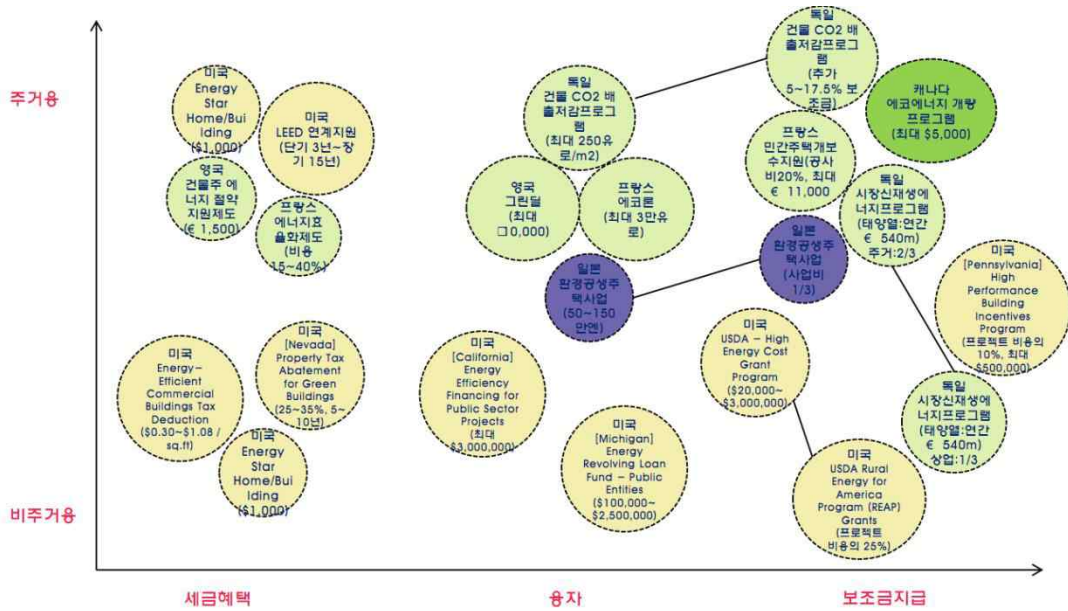 주거용
비주거용
세금혜택
융자
보조금지급
미국
Energy
Star
Home/Bui
lding
($1,000)
미국
LEED 연계지원
(단기 3년~장
기 15년)
영국
건물주 에
너지 절약
지원제도
(€ 1,500)
프랑스
에너지효
율화제도
(비용
15~40%)
미국
Energy-
Efficient
Commercial
Buildings Tax
Deduction
($0.30~$1.08 /
sq.ft)
미국
[Nevada]
Property Tax
Abatement
for Green
Buildings
(25~35%, 5~
10년)
미국
Energy
Star
Home/Bui
lding
($1,000)
독일
건물 CO2 배
출저감프로그
램
(최대 250유
로/m2)
영국
그린딜
(최대
□0,000)
프랑스
에코론
(최대 3만유
로)
일본
환경공생주
택사업
(50~150
만엔)
미국
[California]
Energy
Efficiency
Financing for
Public Sector
Projects
(최대
$3,000,000)
미국
[Michigan]
Energy
Revolving Loan
Fund - Public
Entities
($100,000~
$2,500,000)
독일
건물 CO2 배
출저감프로그
램
(추가
5~17.5% 보
조금)
캐나다
에코에너지 개량
프로그램
(최대 $5,000)
프랑스
민간주택개보
수지원(공사
비20%, 최대
€ 11,000
독일
시장신재생에
너지프로그램
(태양열:연간
€ 540m)
주거:2/3
일본
환경공생주
택사업
(사업비
1/3)
미국
[Pennsylvania]
High
Performance
Building
Incentives
Program
(프로젝트 비용의
10%, 최대
$500,000)
미국
USDA - High
Energy Cost
Grant
Program
($20,000~
$3,000,000)
독일
시장신재생에
너지프로그램
(태양열:연간
€ 540m)
상업:1/3
미국
USDA Rural
Energy for
America
Program (REAP)
Grants
(프로젝트
비용의 25%)